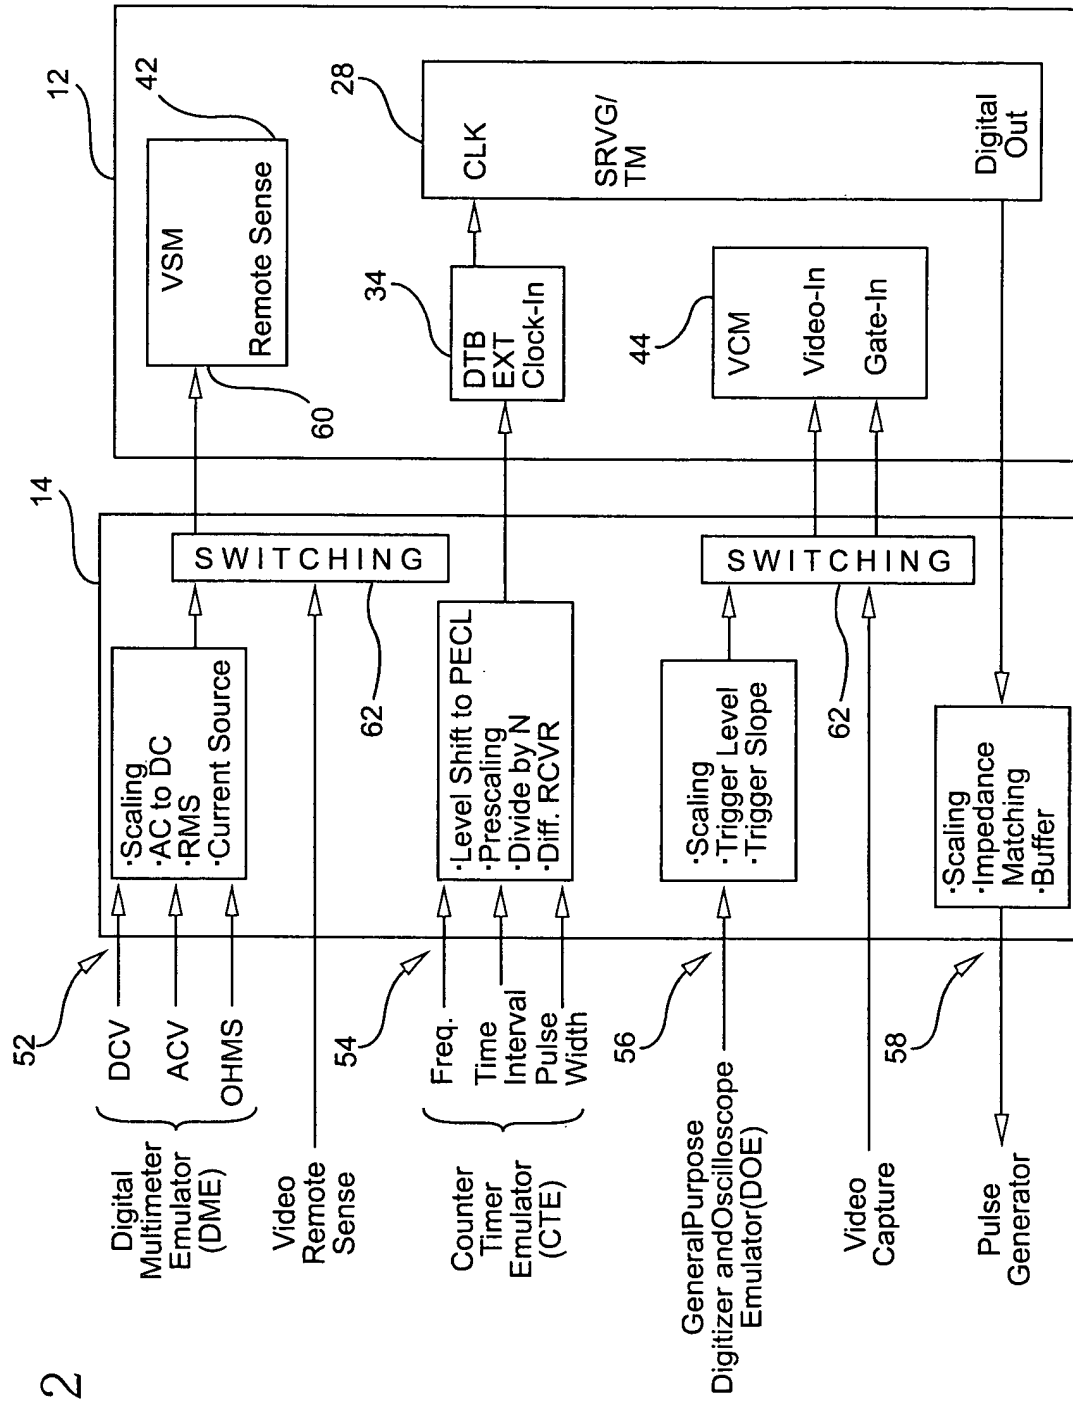 2
12
14
52
DCV
ACV
OHMS
Digital
Multimeter
Emulator
(DME)
·Scaling
·AC to DC
·RMS
·Current Source
SWITCHING
62
VSM
Remote Sense
42
60
Video
Remote
Sense
54
Freq.
Time
Interval
Pulse
Width
Counter
Timer
Emulator
(CTE)
·Level Shift to PECL
·Prescaling
·Divide by N
·Diff. RCVR
34
DTB
EXT
Clock-In
28
CLK
SRVG/
TM
Digital
Out
56
GeneralPurpose
Digitizer andOscilloscope
Emulator(DOE)
·Scaling
·Trigger Level
·Trigger Slope
SWITCHING
62
44
VCM
Video-In
Gate-In
Video
Capture
58
Pulse
Generator
·Scaling
·Impedance
Matching
·Buffer